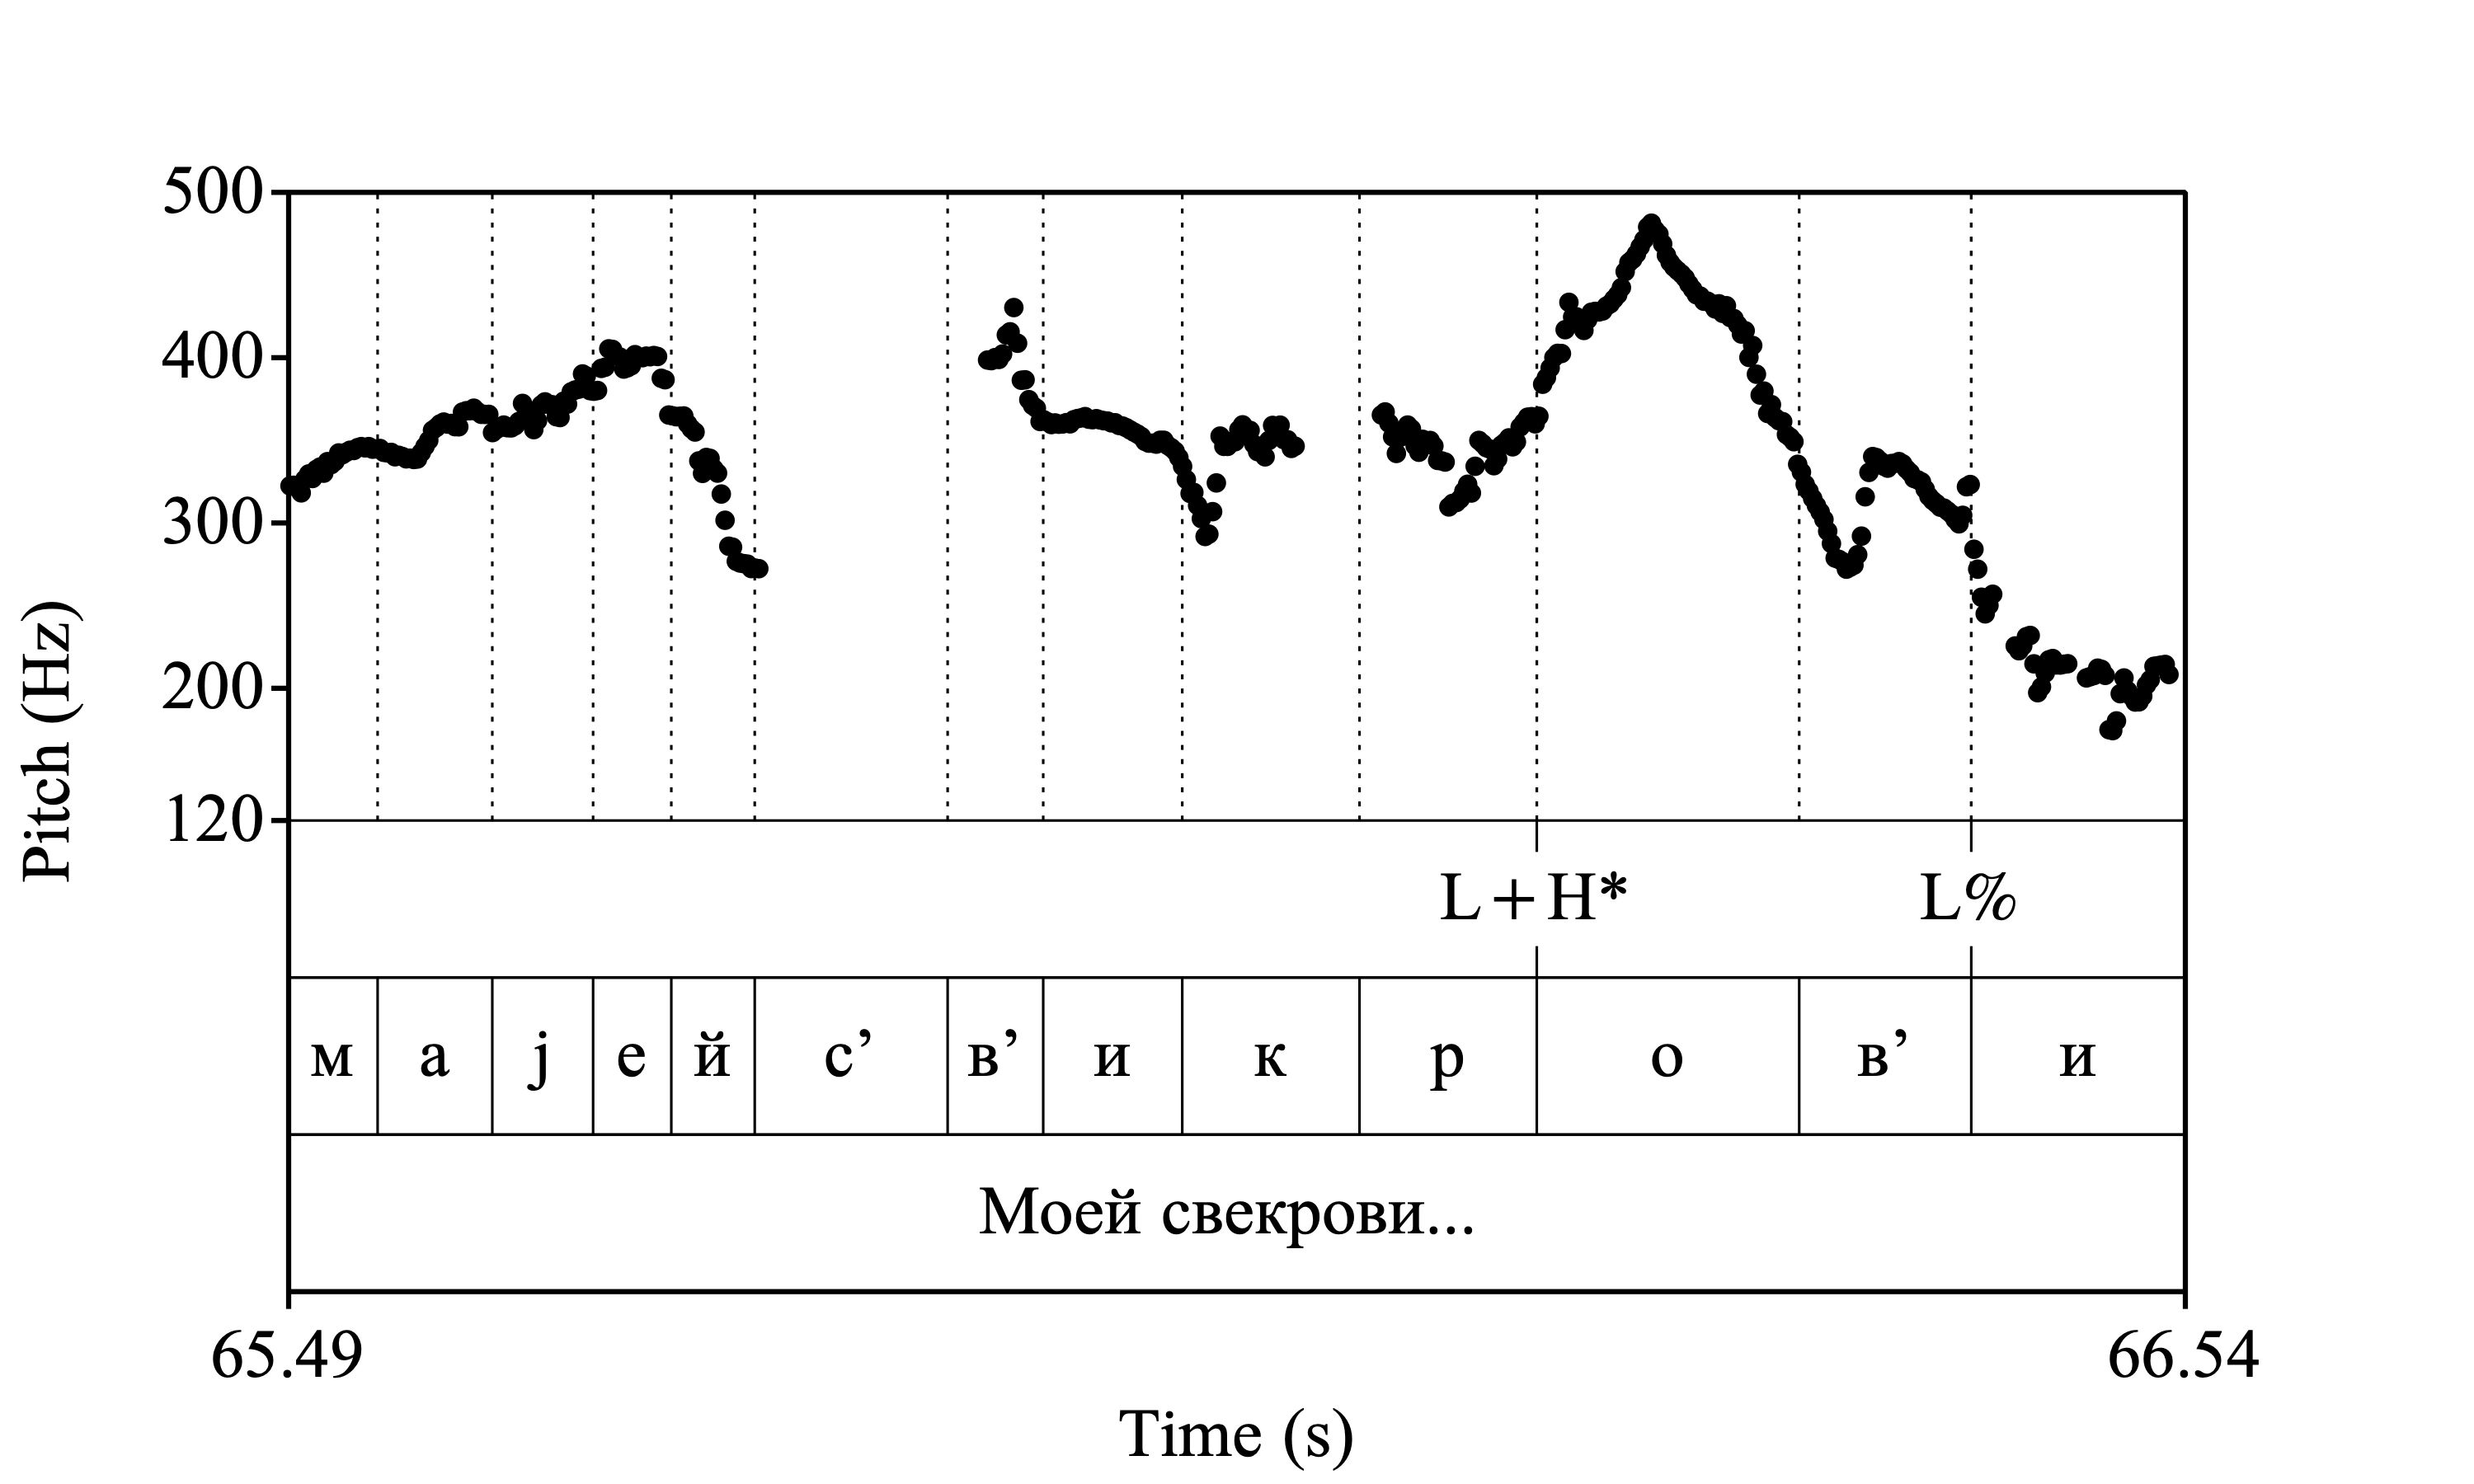 500
400
300
200
120
Pitch (Hz)
L+H* L%
м а j е й с’ в’ и к р о в’ и
Моей свекрови...
65.49 66.54
Time (s)